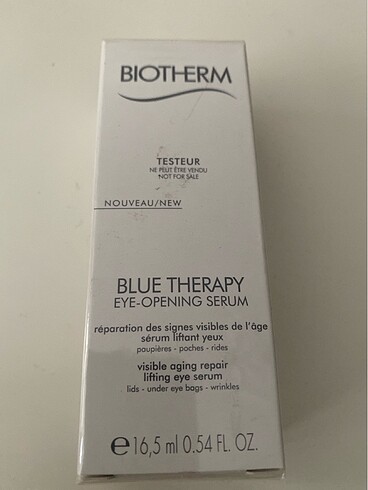 BIOTHERM
TESTEUR
NE PEUT ÊTRE VENDU
NOT FOR SALE
NOUVEAU/NEW
BLUE THERAPY
EYE-OPENING SERUM
réparation des signes visibles de l'âge
sérum liftant yeux
paupières - poches - rides
visible aging repair
lifting eye serum
lids - under eye bags - wrinkles
e 16,5 ml 0.54 FL. OZ.